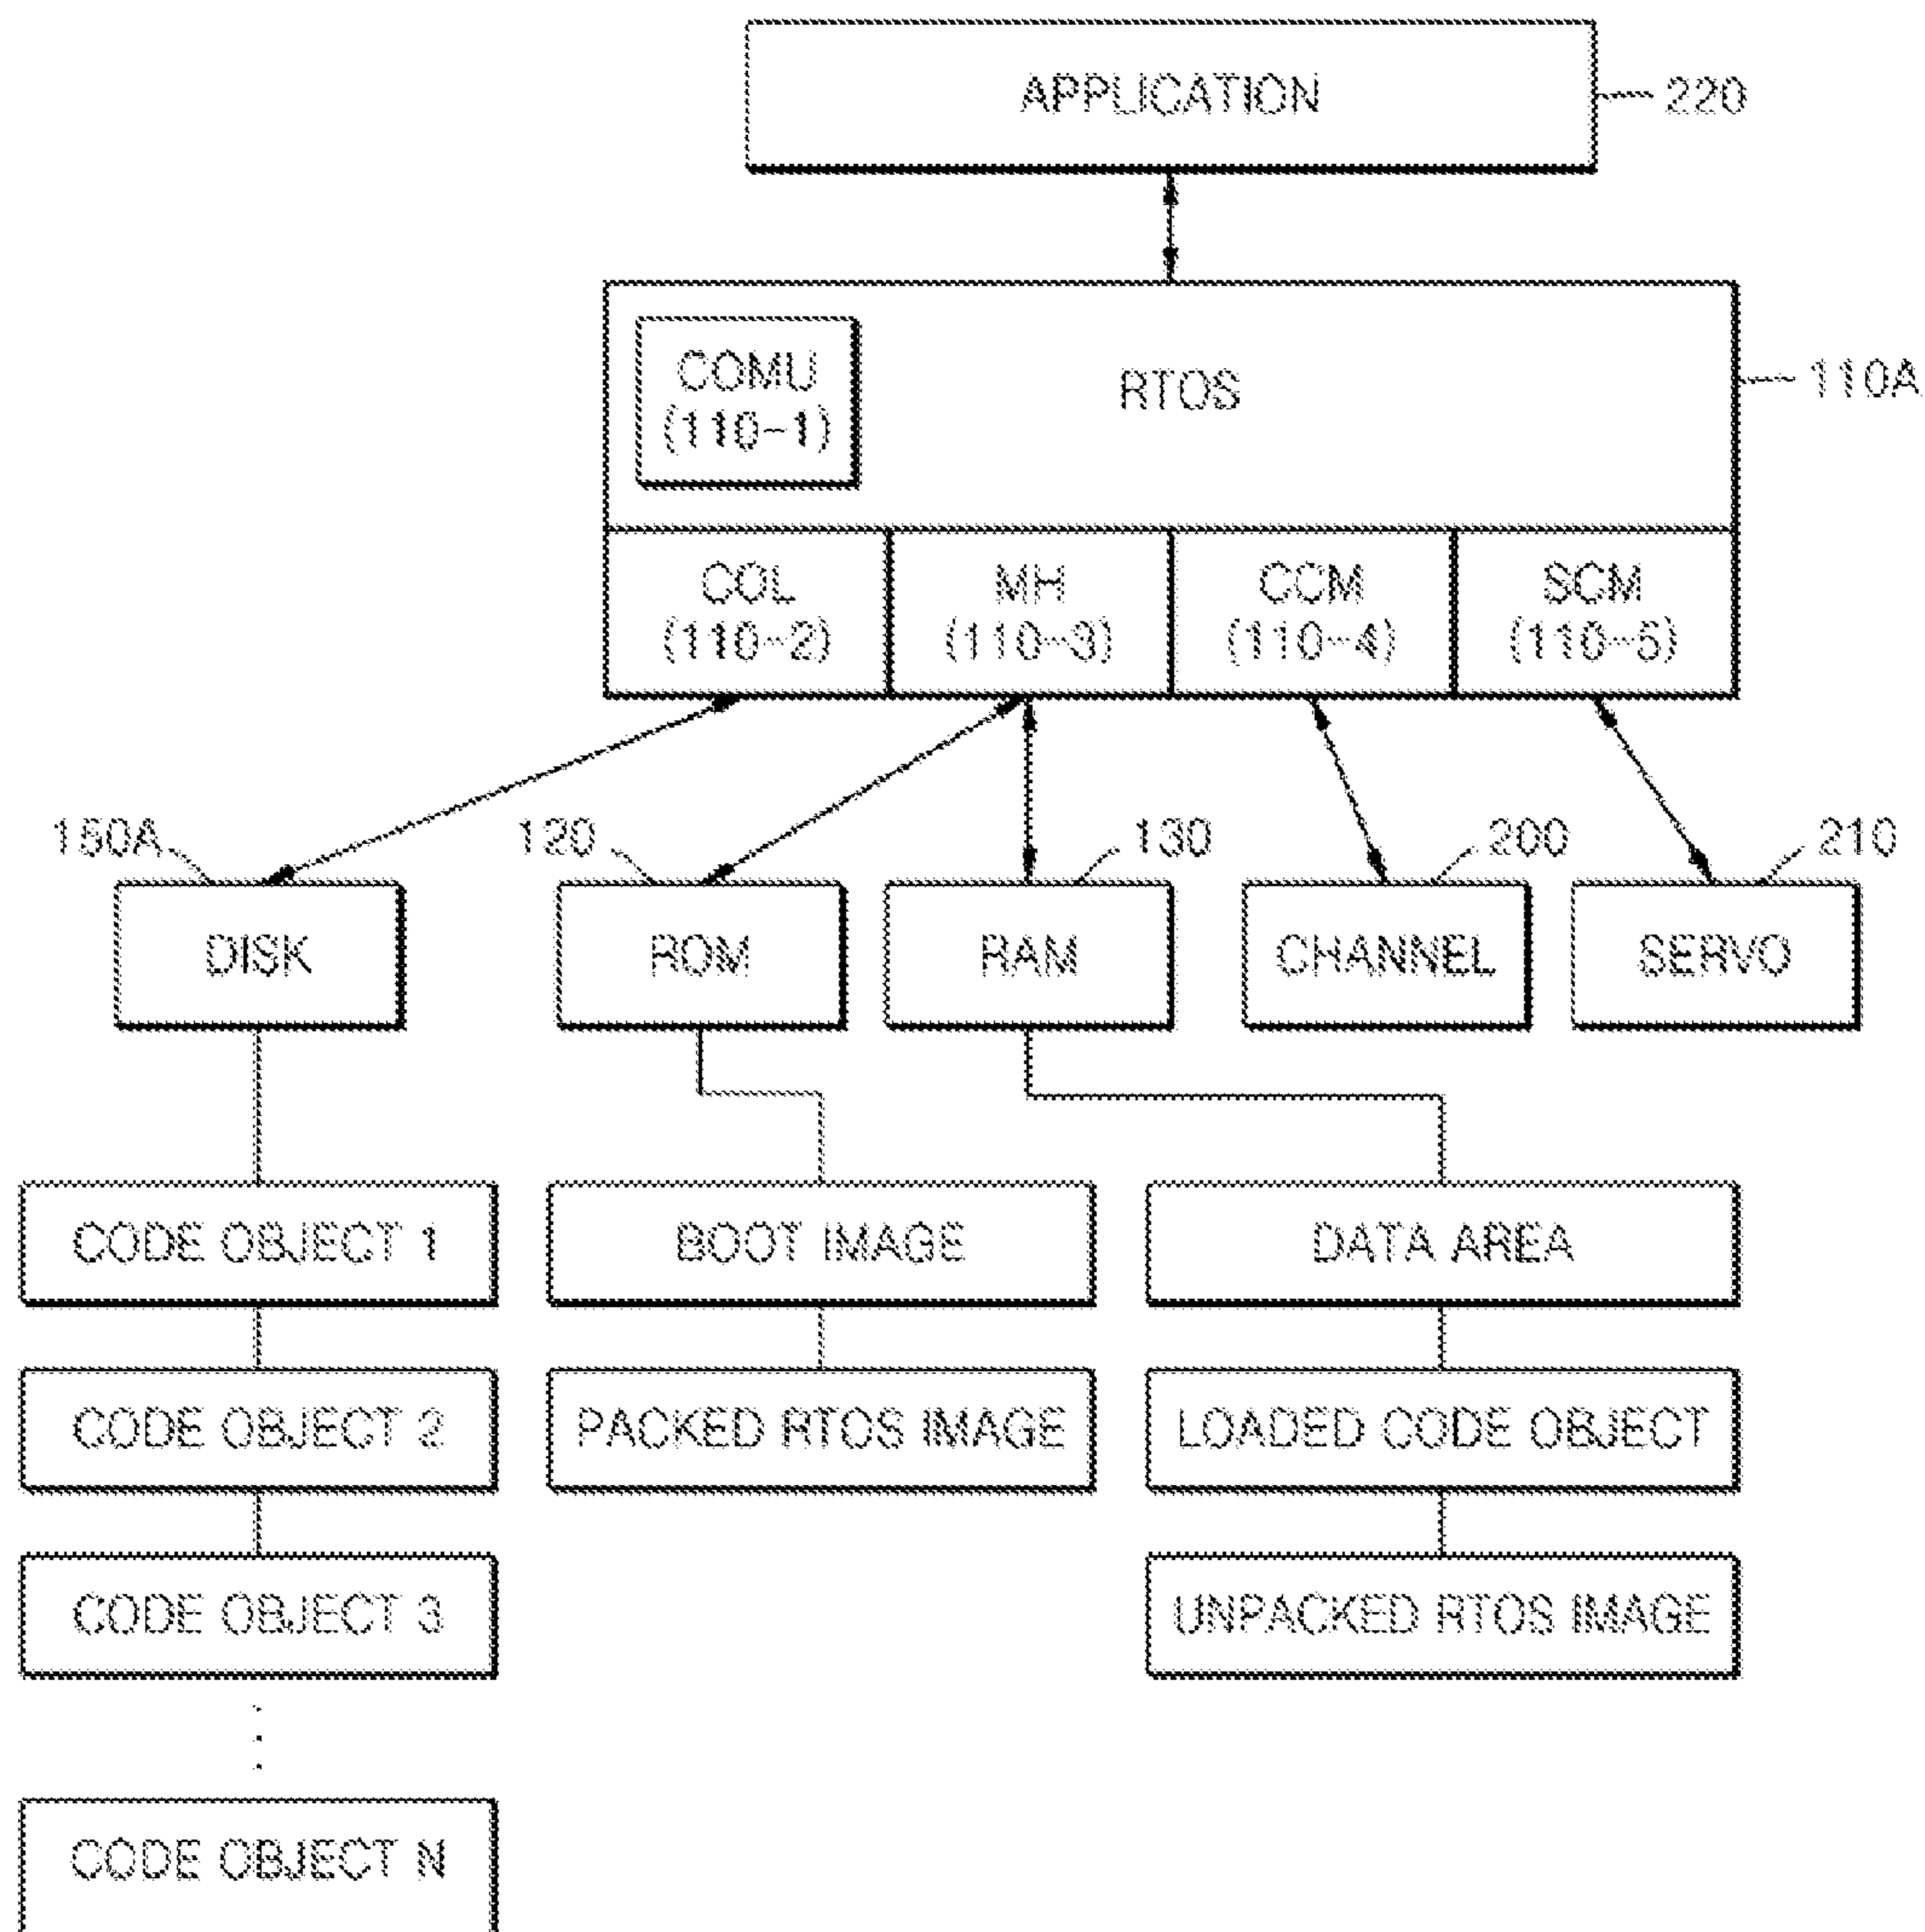 APPLICATION
220
COMU
(110-1)
RTOS
110A
COL
(110-2)
MH
(110-3)
CCM
(110-4)
SCM
(110-5)
150A
120
130
200
210
DISK
ROM
RAM
CHANNEL
SERVO
CODE OBJECT 1
BOOT IMAGE
DATA AREA
CODE OBJECT 2
PACKED RTOS IMAGE
LOADED CODE OBJECT
CODE OBJECT 3
UNPACKED RTOS IMAGE
CODE OBJECT N